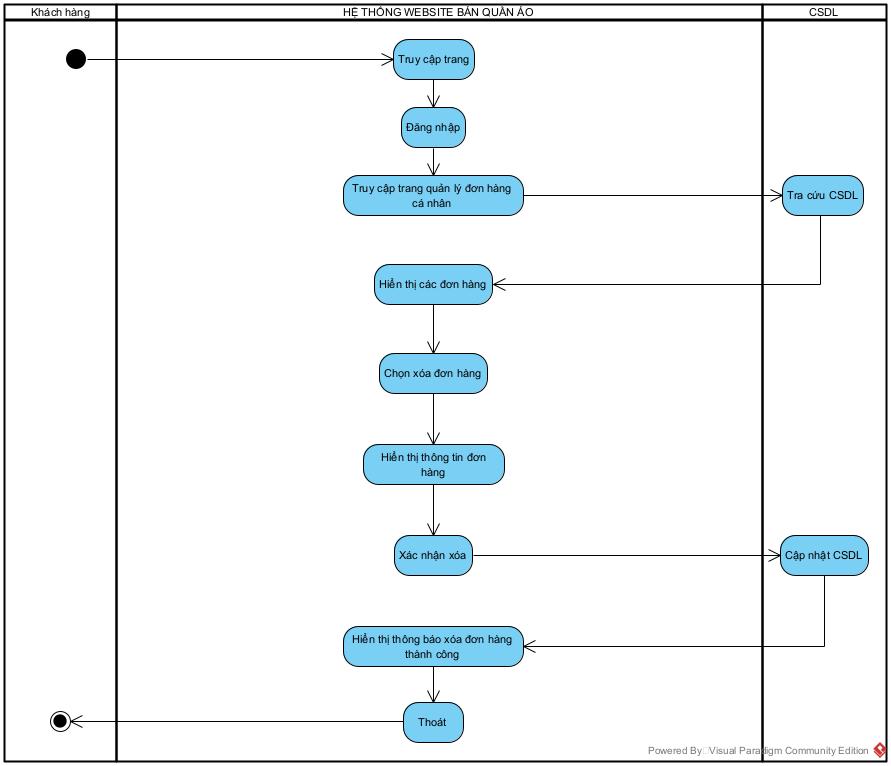 Khách hàng
HỆ THỐNG WEBSITE BÁN QUẦN ÁO
CSDL
Truy cập trang
Đăng nhập
Truy cập trang quản lý đơn hàng
cá nhân
Tra cứu CSDL
Hiển thị các đơn hàng
Chọn xóa đơn hàng
Hiển thị thông tin đơn
hàng
Xác nhận xóa
Cập nhật CSDL
Hiển thị thông báo xóa đơn hàng
thành công
Thoát
Powered By Visual Paradigm Community Edition